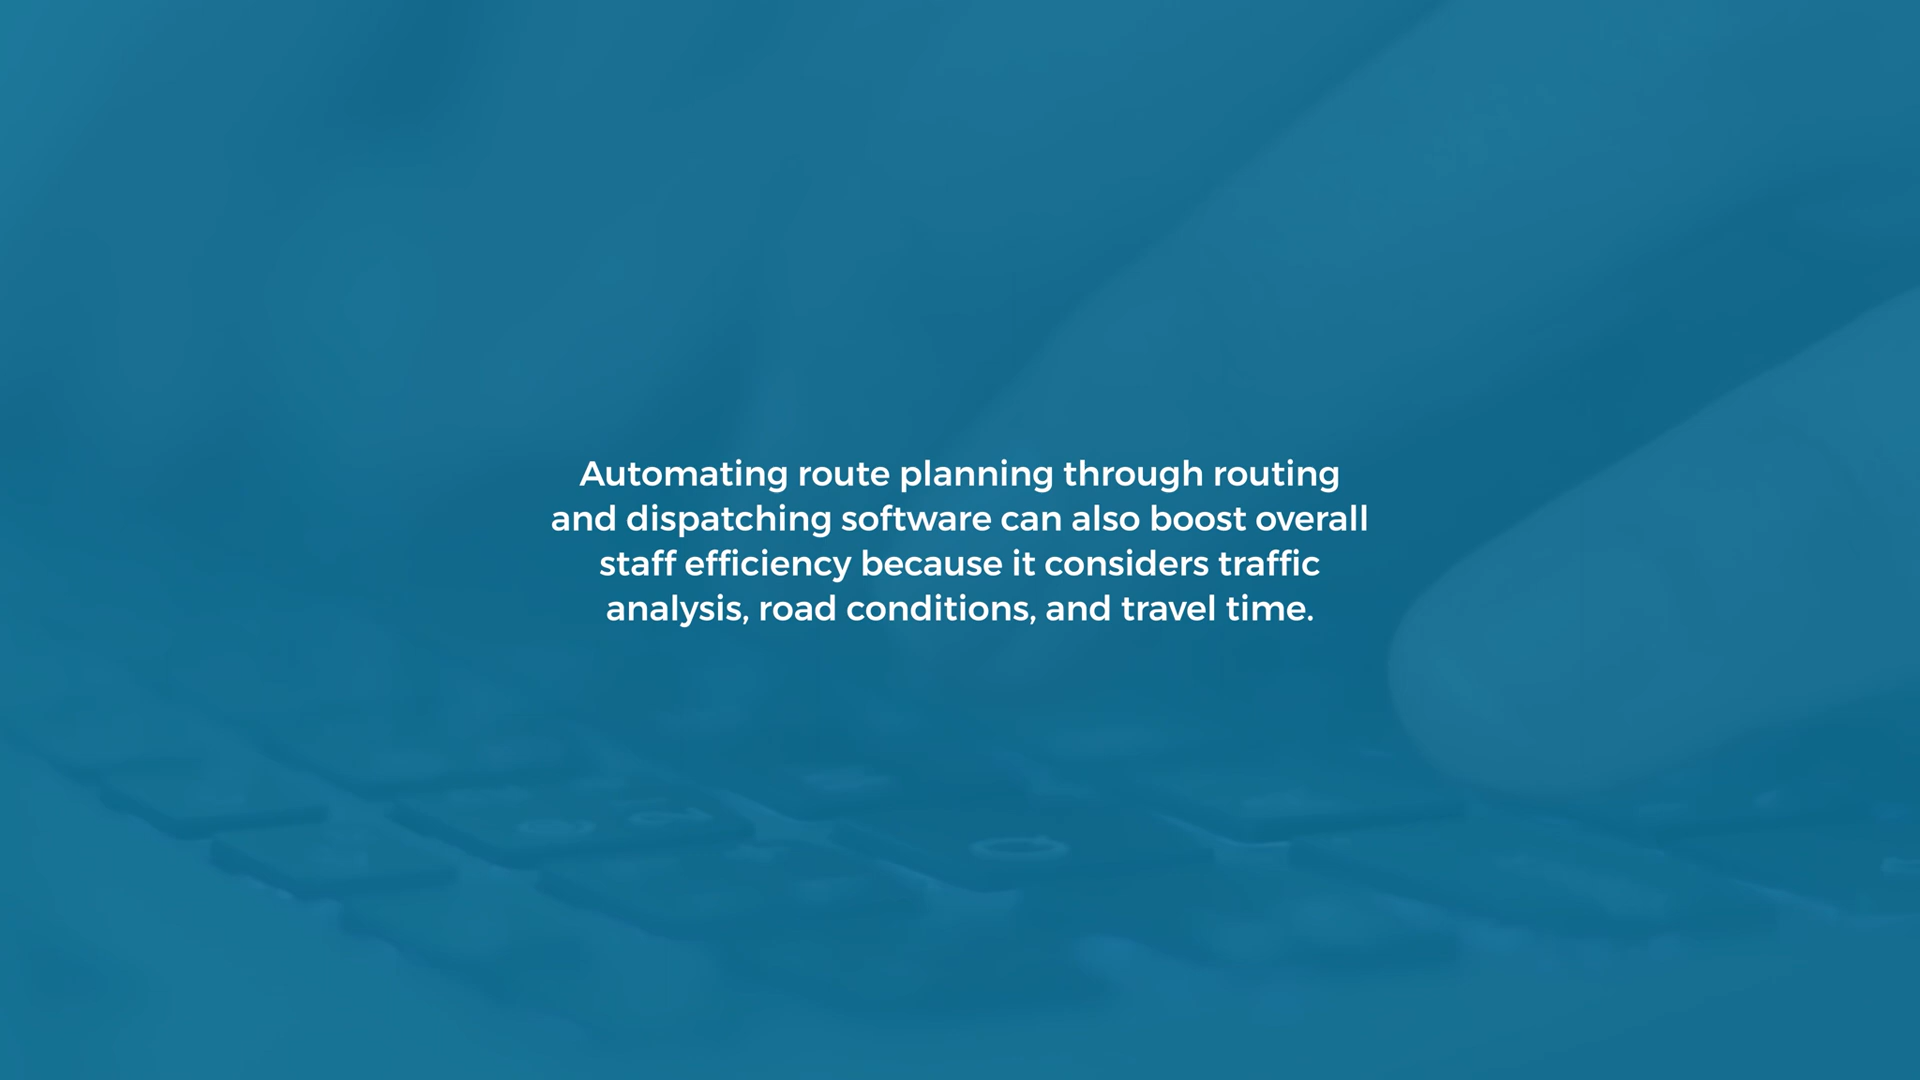 Automating route planning through routing
and dispatching software can also boost overall
staff efficiency because it considers traffic
analysis, road conditions, and travel time.